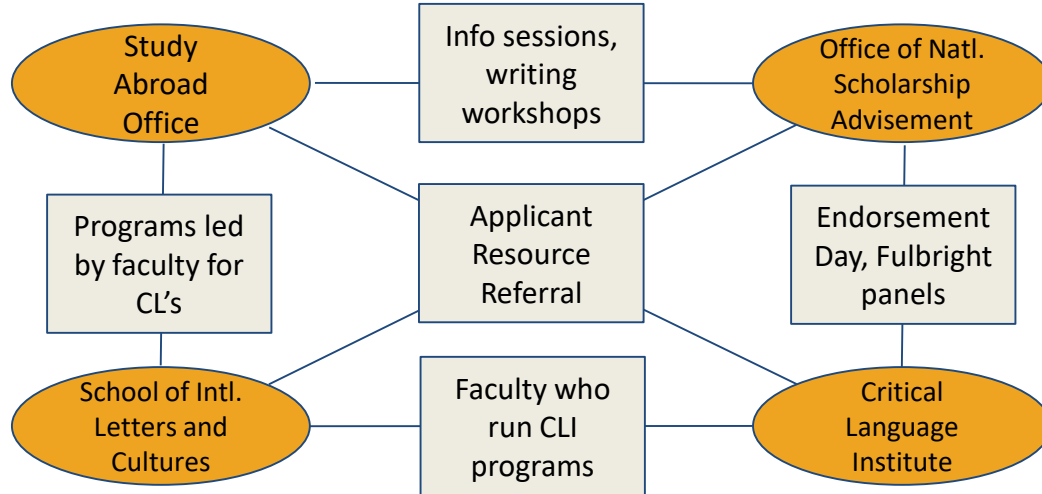 Study
Abroad
Office
Info sessions,
writing
workshops
Office of Natl.
Scholarship
Advisement
Programs led
by faculty for
CL’s
Applicant
Resource
Referral
Endorsement
Day, Fulbright
panels
School of Intl.
Letters and
Cultures
Faculty who
run CLI
programs
Critical
Language
Institute